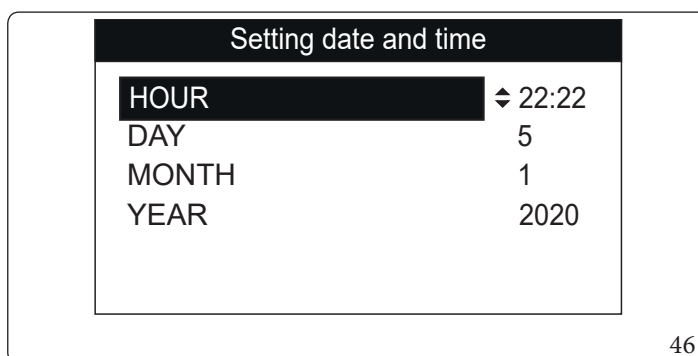 Setting date and time
HOUR 22:22
DAY 5
MONTH 1
YEAR 2020
46